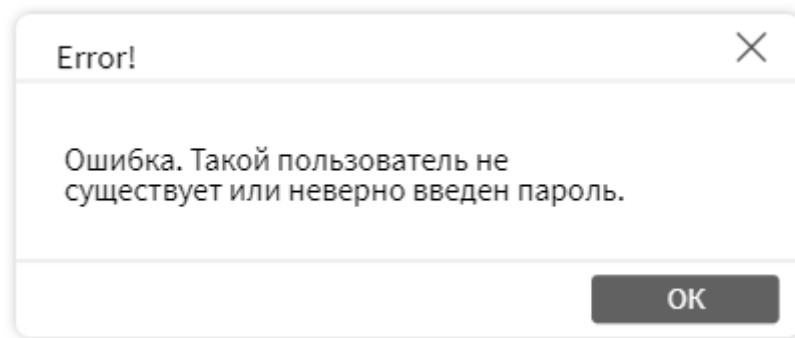 Error!
Ошибка. Такой пользователь не
существует или неверно введен пароль.
OK